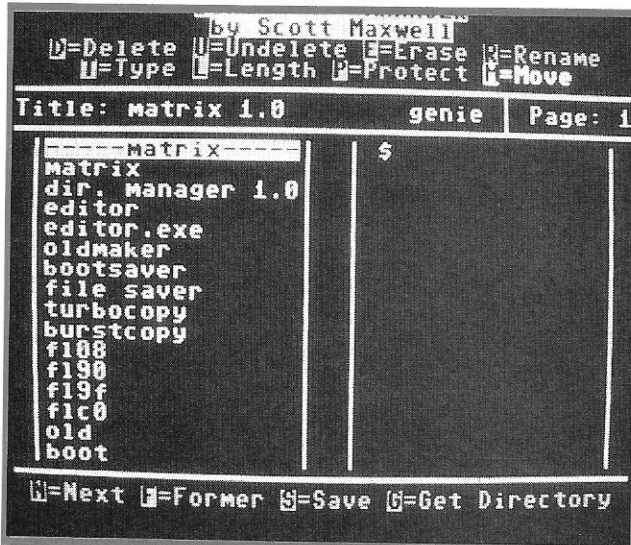 by Scott Maxwell
D=Delete U=Undelete E=Erase R=Rename
T=Type L=Length P=Protect M=Move
Title: matrix 1.0 genie Page: 1
-----matrix----- $
matrix
dir. manager 1.0
editor
editor.exe
oldmaker
bootsaver
file saver
turbocopy
burstcopy
f108
f190
f19f
f1c0
old
boot
N=Next F=Former S=Save G=Get Directory